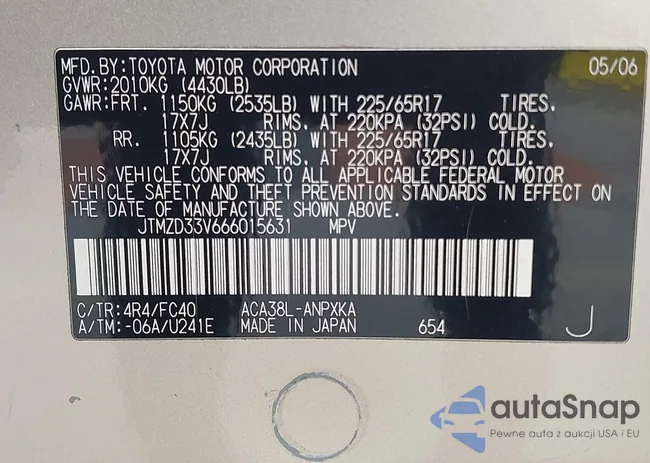 MFD.BY:TOYOTA MOTOR CORPORATION 05/06
GVWR:2010KG (4430LB)
GAWR:FRT. 1150KG (2535LB) WITH 225/65R17 TIRES.
17X7J RIMS. AT 220KPA (32PSI) COLD.
RR. 1105KG (2435LB) WITH 225/65R17 TIRES.
17X7J RIMS. AT 220KPA (32PSI) COLD.
THIS VEHICLE CONFORMS TO ALL APPLICABLE FEDERAL MOTOR
VEHICLE SAFETY AND THEFT PREVENTION STANDARDS IN EFFECT ON
THE DATE OF MANUFACTURE SHOWN ABOVE.
JTMZD33V666015631 MPV
C/TR:4R4/FC40 ACA38L-ANPXKA
A/TM:-06A/U241E MADE IN JAPAN 654 J
autaSnap
Pewne auta z aukcji USA i EU